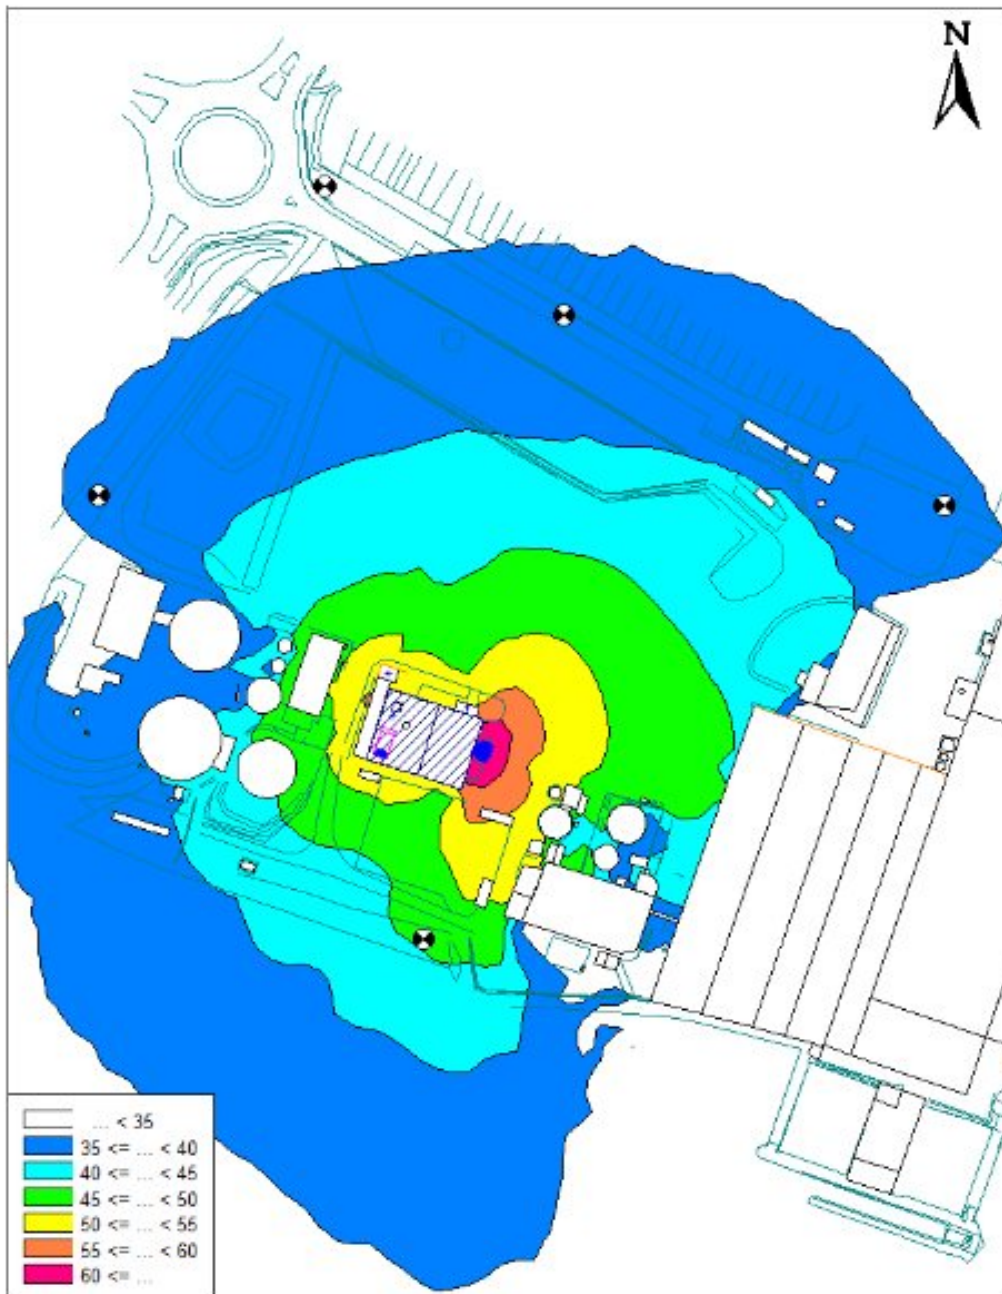 N
... < 35
35 <= ... < 40
40 <= ... < 45
45 <= ... < 50
50 <= ... < 55
55 <= ... < 60
60 <= ...